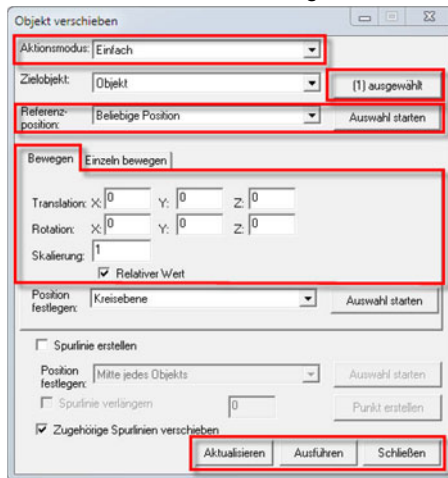 Objekt verschieben
Aktionsmodus: Einfach
Zielobjekt: Objekt (1) ausgewählt
Referenz-
position: Beliebige Position Auswahl starten
Bewegen Einzeln bewegen
Translation: X: 0 Y: 0 Z: 0
Rotation: X: 0 Y: 0 Z: 0
Skalierung: 1
Relativer Wert
Position
festlegen: Kreisebene Auswahl starten
Spurlinie erstellen
Position
festlegen: Mitte jedes Objekts Auswahl starten
Spurlinie verlängern 0 Punkt erstellen
Zugehörige Spurlinien verschieben
Aktualisieren Ausführen Schließen